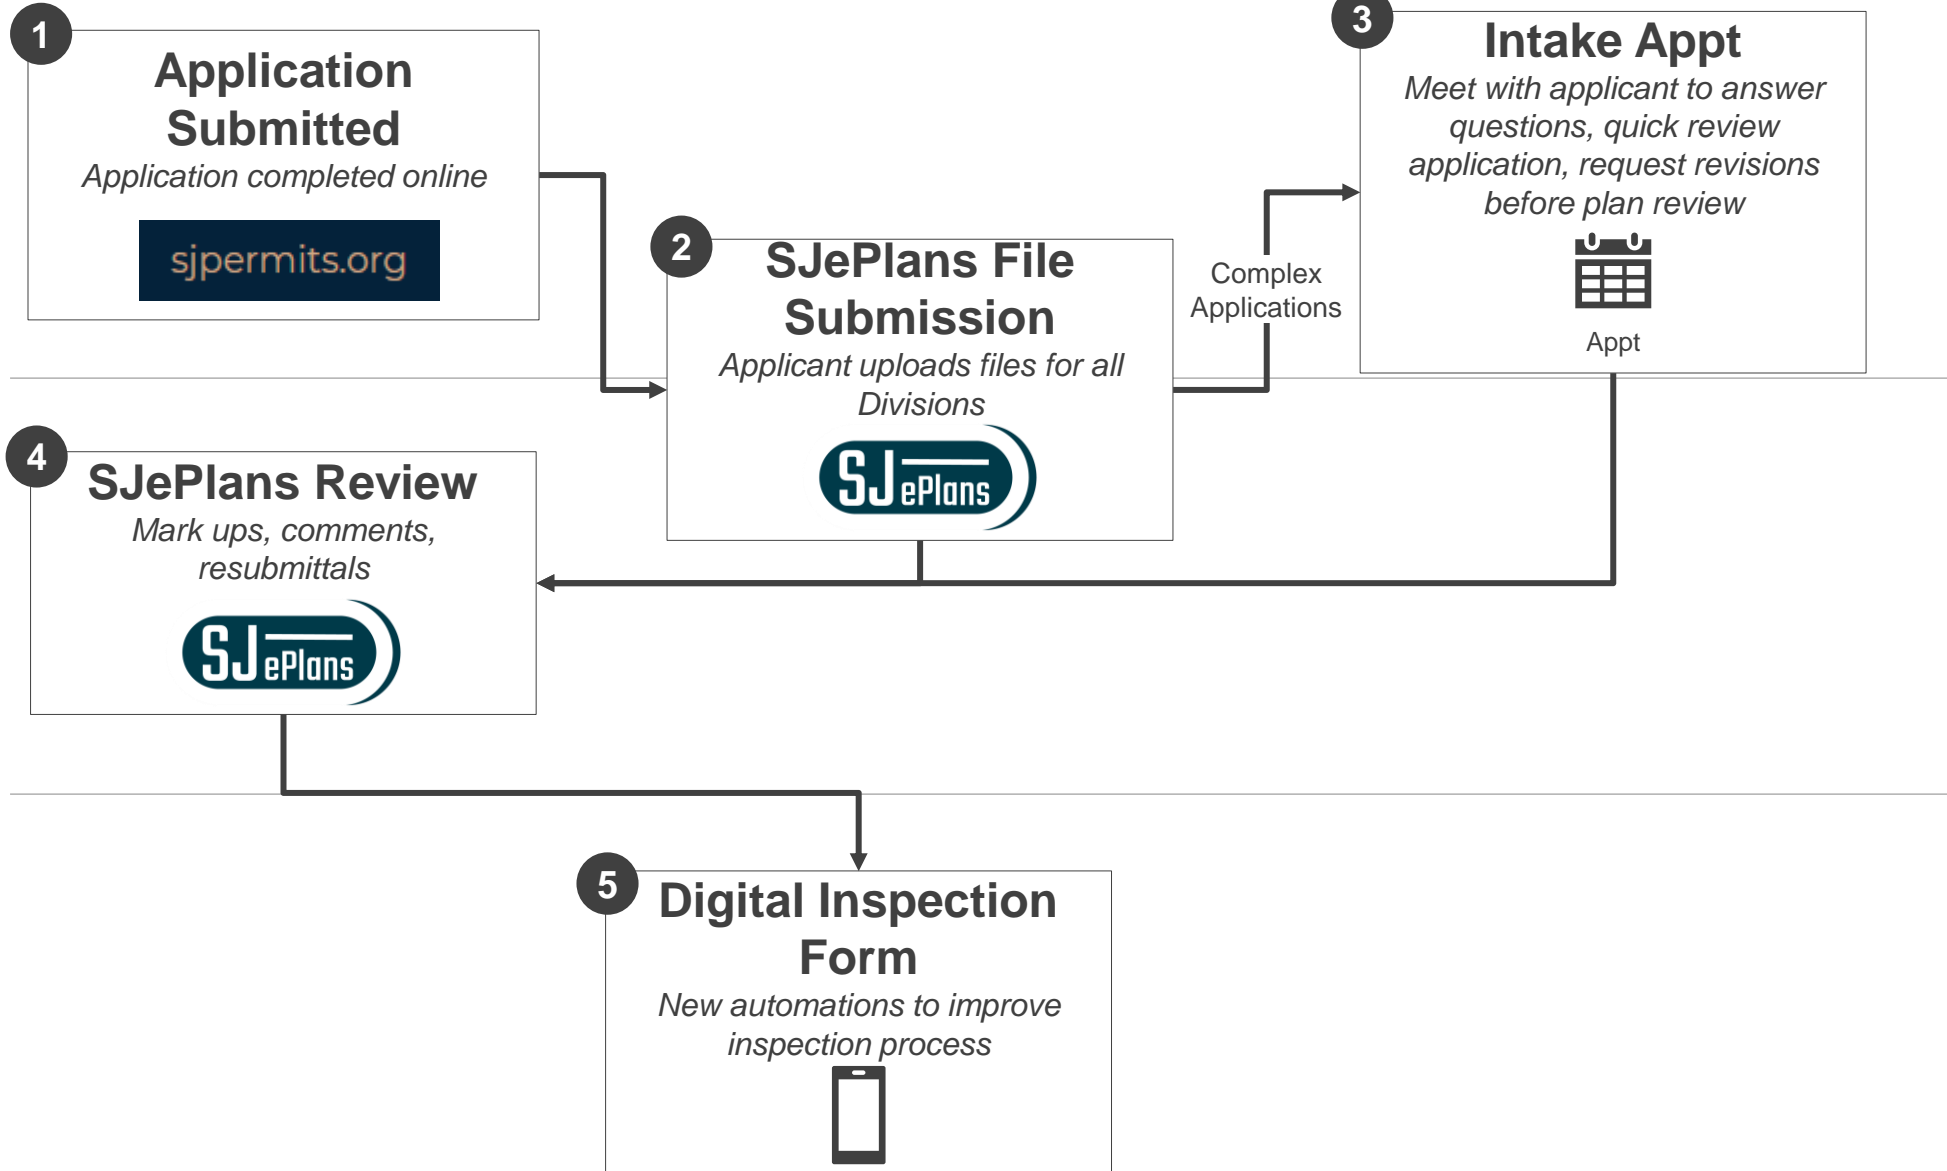 1
Application
Submitted
Application completed online
sjpermits.org
2
SJePlans File
Submission
Applicant uploads files for all
Divisions
SJ ePlans
Complex
Applications
3
Intake Appt
Meet with applicant to answer
questions, quick review
application, request revisions
before plan review
Appt
4
SJePlans Review
Mark ups, comments,
resubmittals
SJ ePlans
5
Digital Inspection
Form
New automations to improve
inspection process